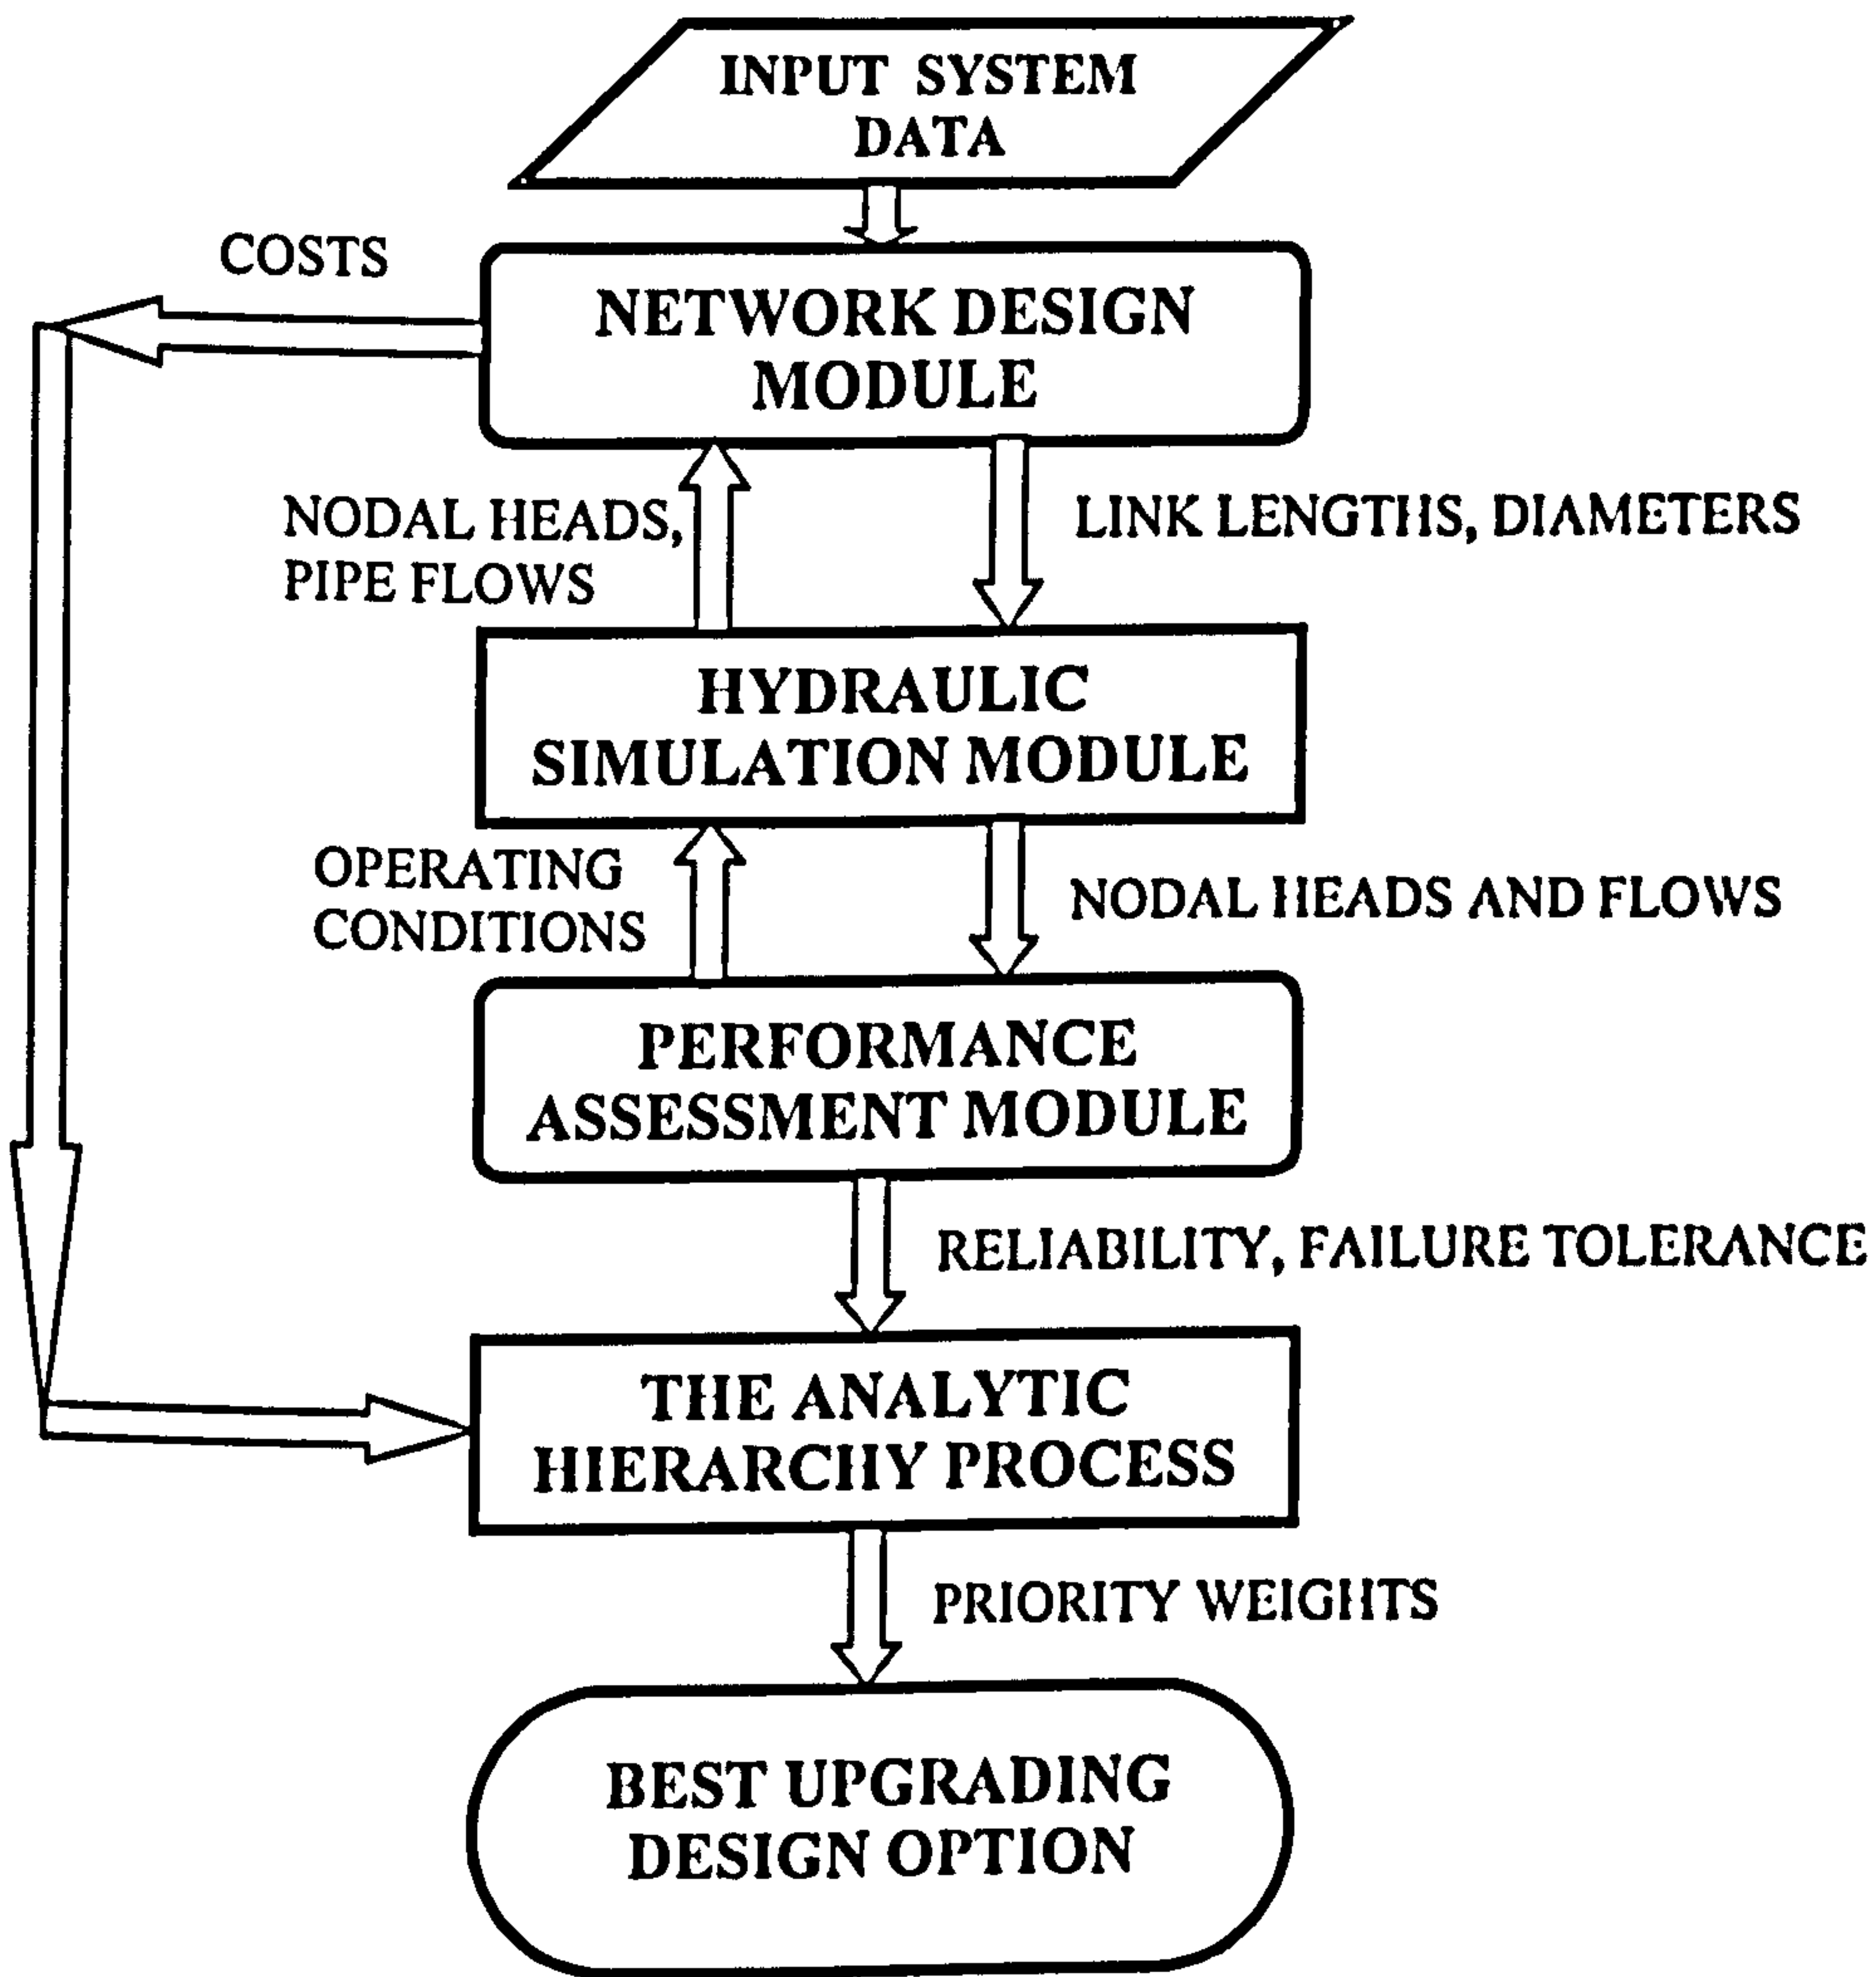 INPUT SYSTEM
DATA
COSTS
NETWORK DESIGN
MODULE
NODAL HEADS,
PIPE FLOWS
LINK LENGTHS, DIAMETERS
HYDRAULIC
SIMULATION MODULE
OPERATING
CONDITIONS
NODAL HEADS AND FLOWS
PERFORMANCE
ASSESSMENT MODULE
RELIABILITY, FAILURE TOLERANCE
THE ANALYTIC
HIERARCHY PROCESS
PRIORITY WEIGHTS
BEST UPGRADING
DESIGN OPTION